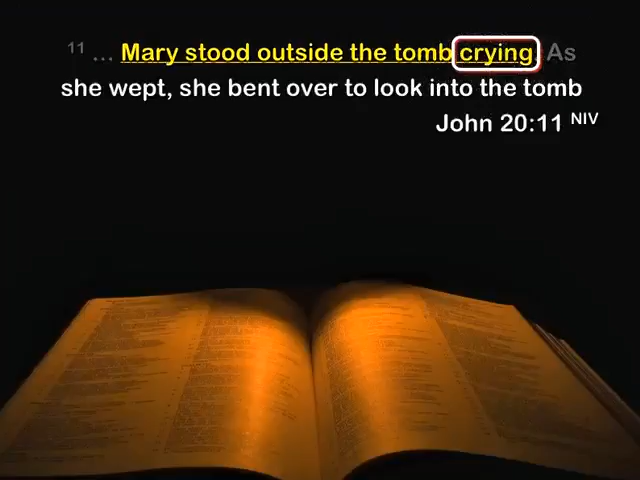 11 ... Mary stood outside the tomb crying. As
she wept, she bent over to look into the tomb
John 20:11 NIV